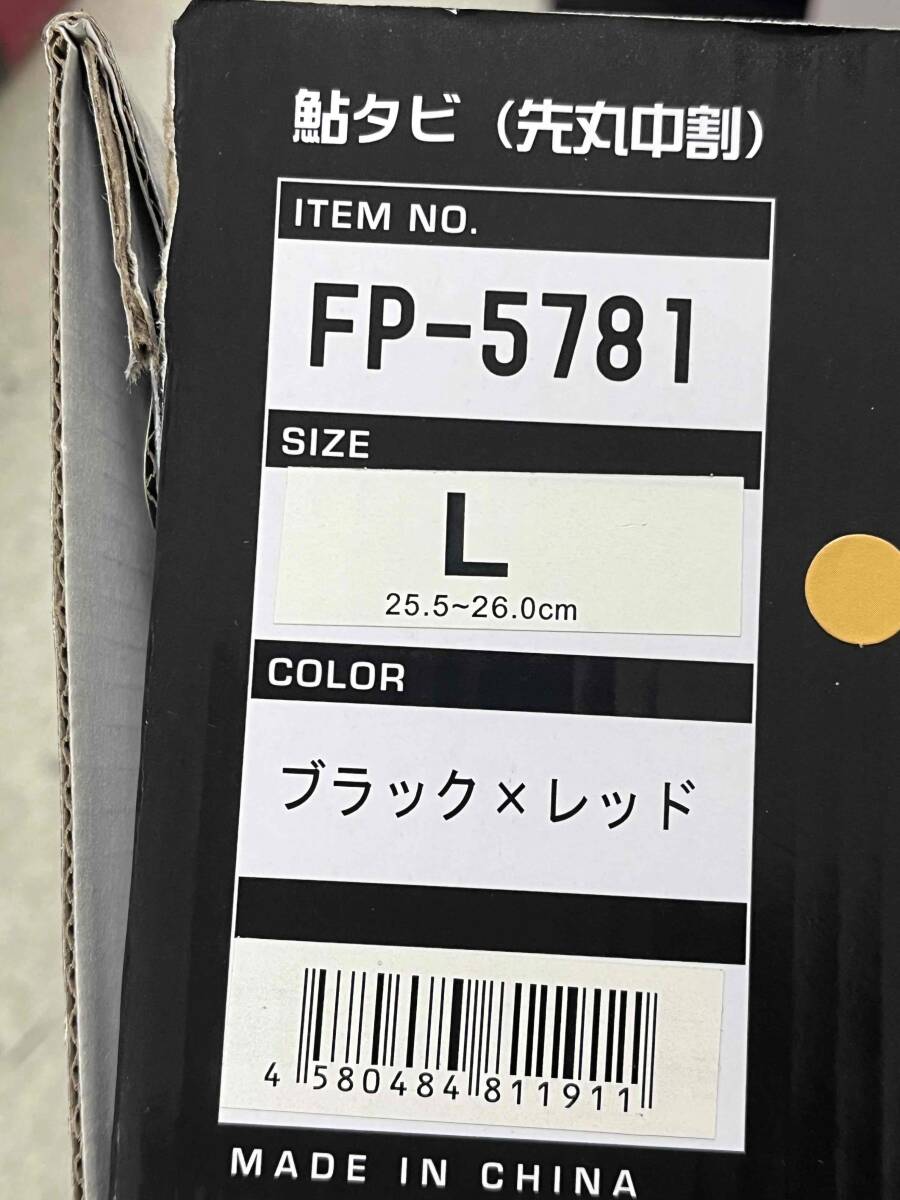 鮎タビ（先丸中割）
ITEM NO.
FP-5781
SIZE
L
25.5~26.0cm
COLOR
ブラック×レッド
4 580484 811911
MADE IN CHINA